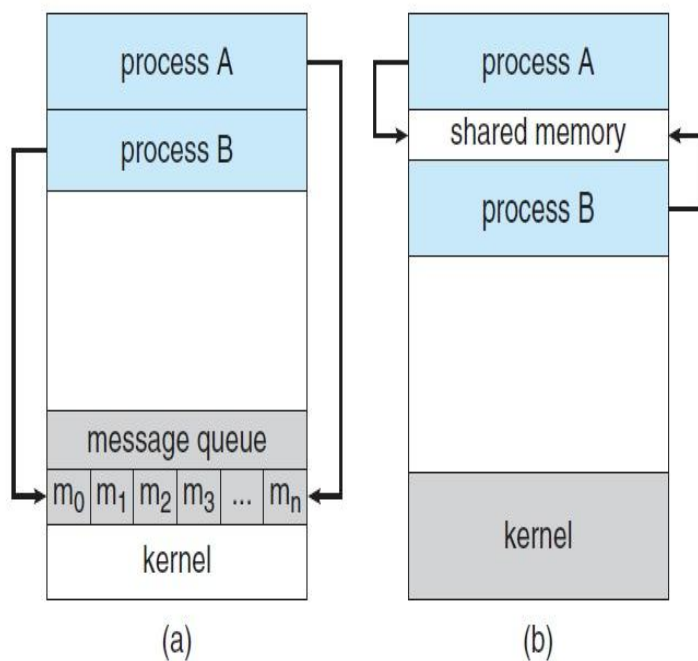 process A
process B
message queue
m₀ m₁ m₂ m₃ ... mₙ
kernel
(a)
process A
shared memory
process B
kernel
(b)